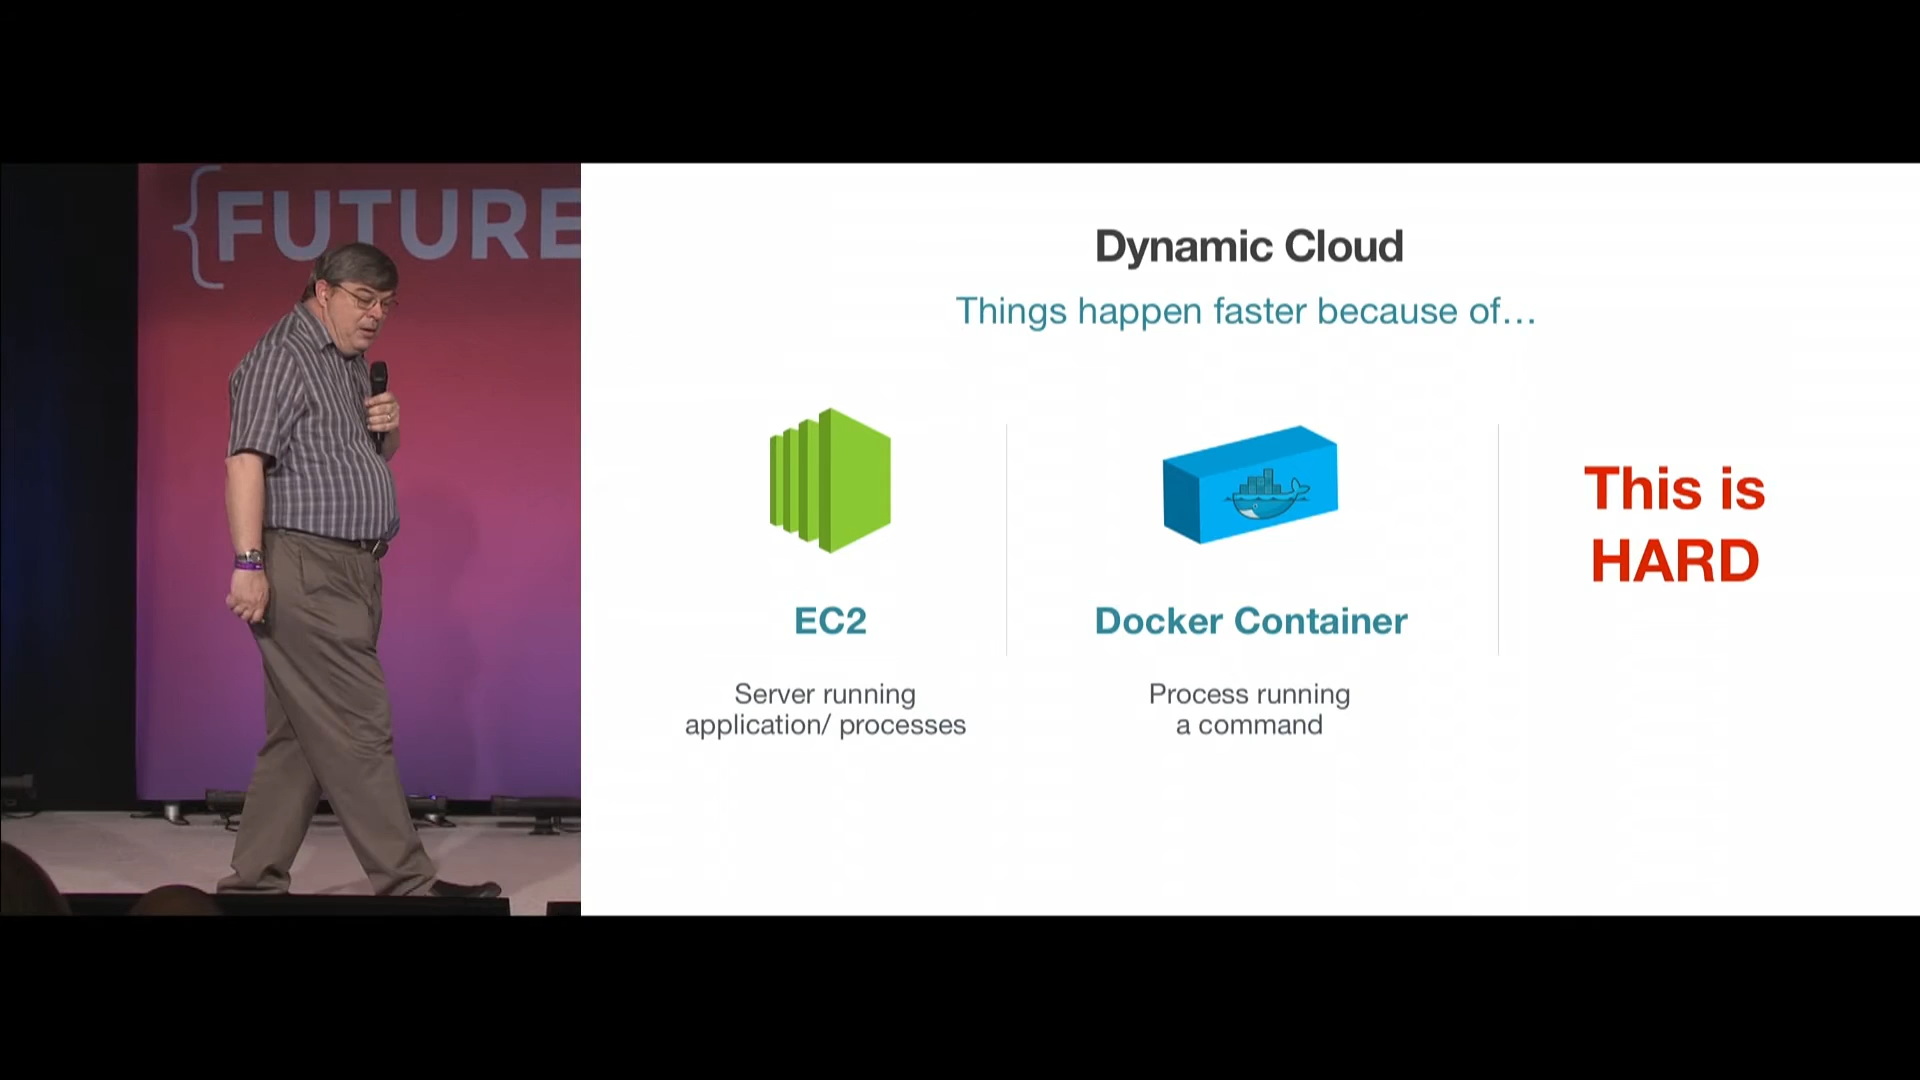 {FUTURE
Dynamic Cloud
Things happen faster because of...
EC2
Server running
application/ processes
Docker Container
Process running
a command
This is
HARD